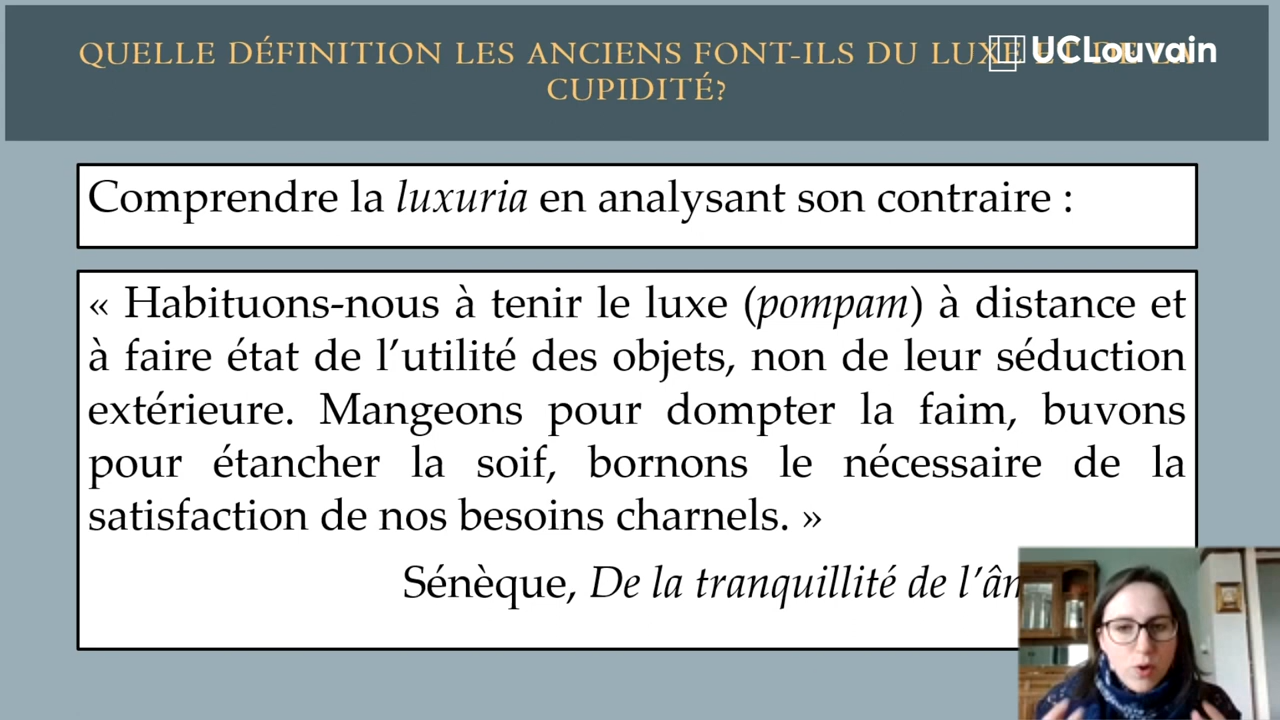 QUELLE DÉFINITION LES ANCIENS FONT-ILS DU LUXE ET DE LA
UCLouvain
CUPIDITÉ?
Comprendre la luxuria en analysant son contraire :
« Habituons-nous à tenir le luxe (pompam) à distance et
à faire état de l’utilité des objets, non de leur séduction
extérieure. Mangeons pour dompter la faim, buvons
pour étancher la soif, bornons le nécessaire de la
satisfaction de nos besoins charnels. »
Sénèque, De la tranquillité de